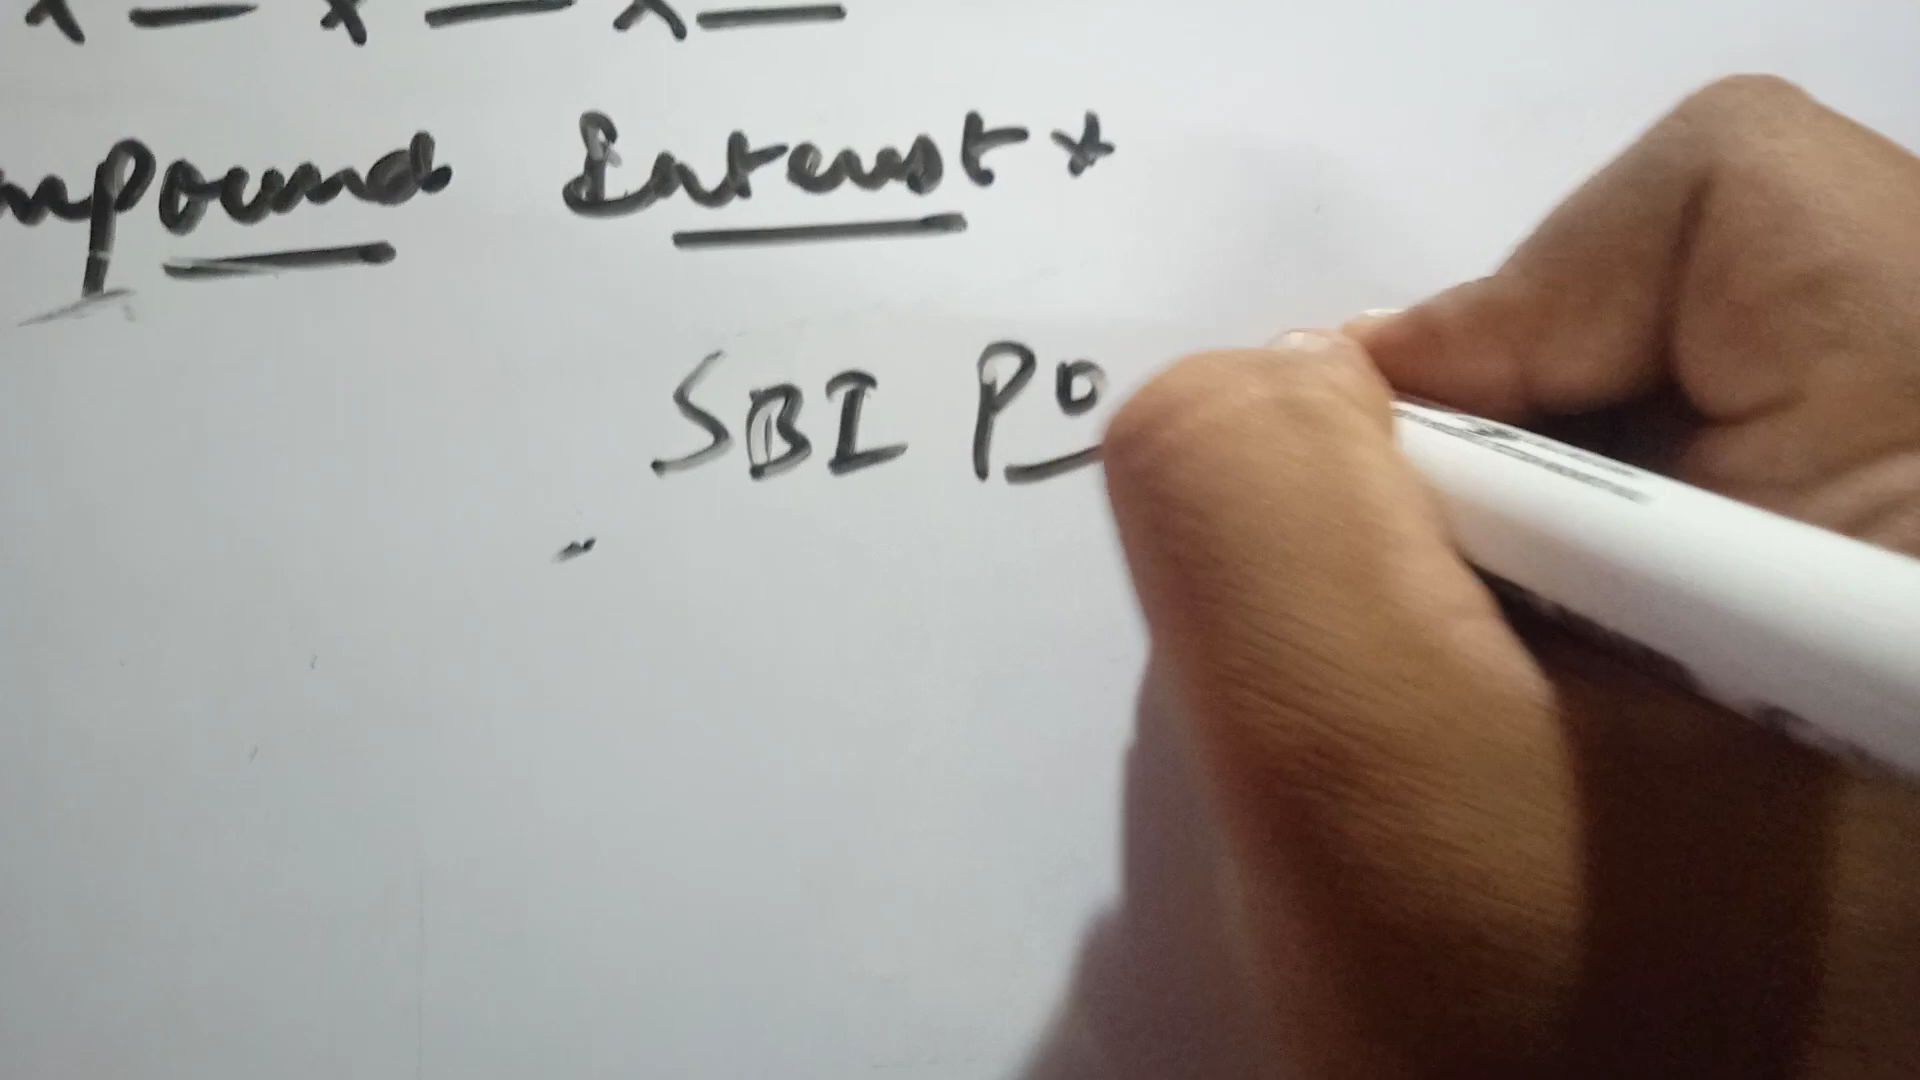 x — x — x —
mpound Interest *
SBI PO